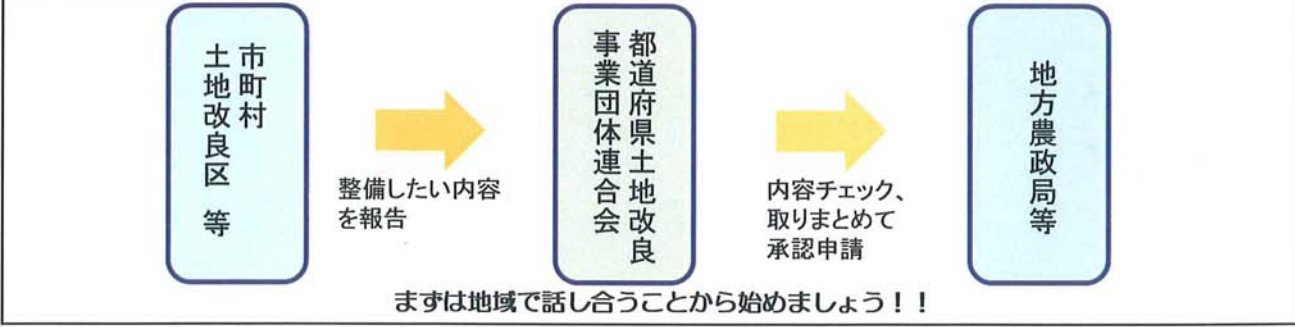 市町村
土地改良区 等
整備したい内容
を報告
都道府県土地改良
事業団体連合会
内容チェック、
取りまとめて
承認申請
地方農政局等
まずは地域で話し合うことから始めましょう！！